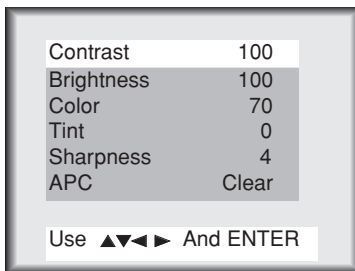 Contrast 100
Brightness 100
Color 70
Tint 0
Sharpness 4
APC Clear
Use ▲▼◄ ► And ENTER